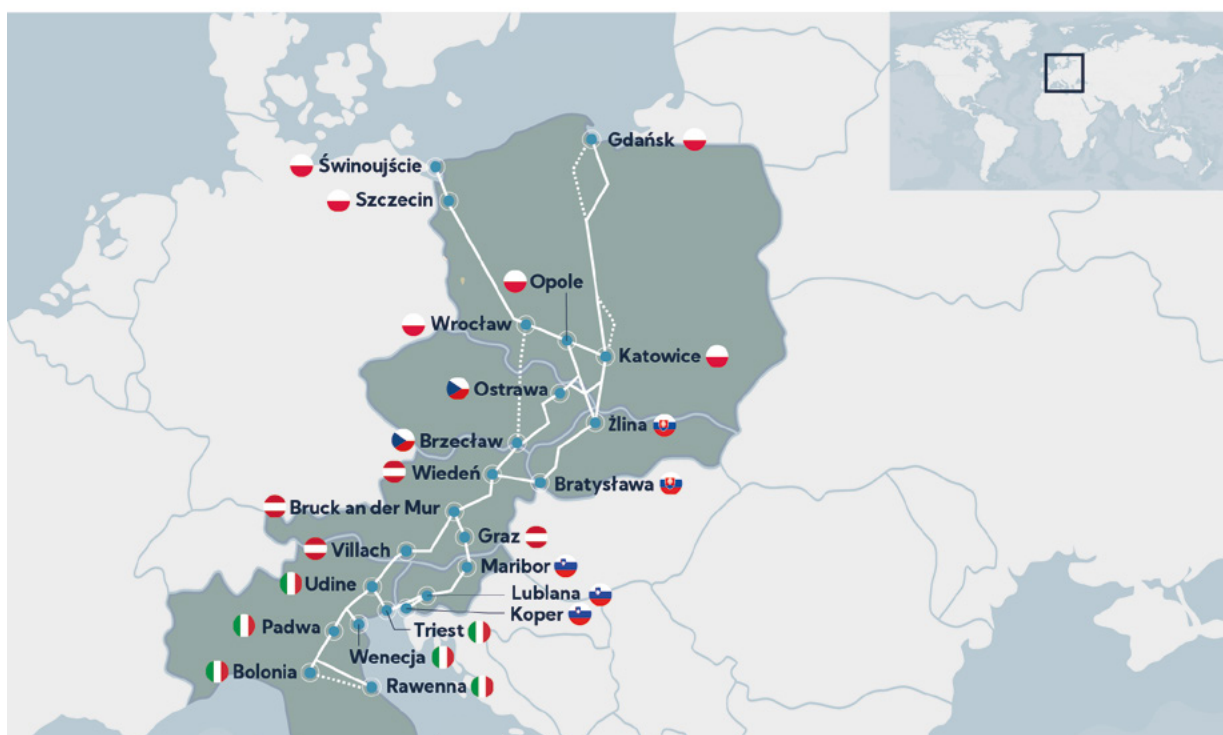 Gdańsk
Świnoujście
Szczecin
Opole
Wrocław
Katowice
Ostrawa
Żlina
Brzecław
Wiedeń
Bratysława
Bruck an der Mur
Graz
Villach
Maribor
Udine
Lublana
Koper
Padwa
Triest
Wenecja
Bolonia
Rawenna